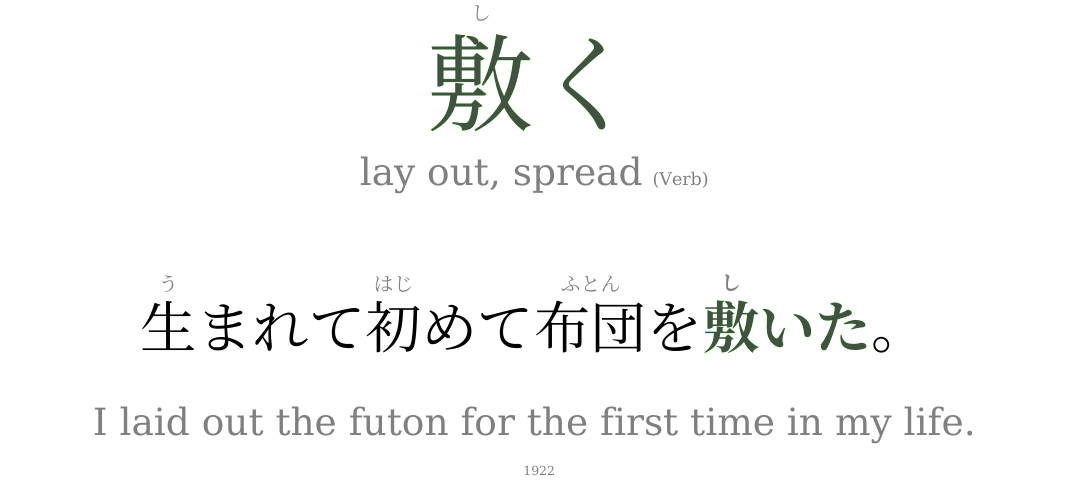 し
敷く
lay out, spread (Verb)
う はじ ふとん し
生まれて初めて布団を敷いた。
I laid out the futon for the first time in my life.
1922